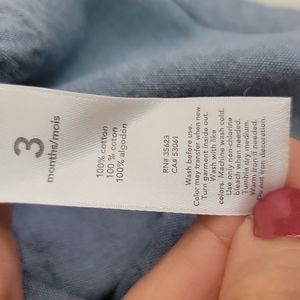 3
months/mois
100% cotton
100 % coton
100% algodón
RN# 35623
CA# 53061
Wash before use.
Color may transfer when new.
Turn garment inside out.
Machine wash cold with like
colors.
Use only non-chlorine
bleach when needed.
Tumble dry medium.
Warm iron if needed.
Do not iron decoration.